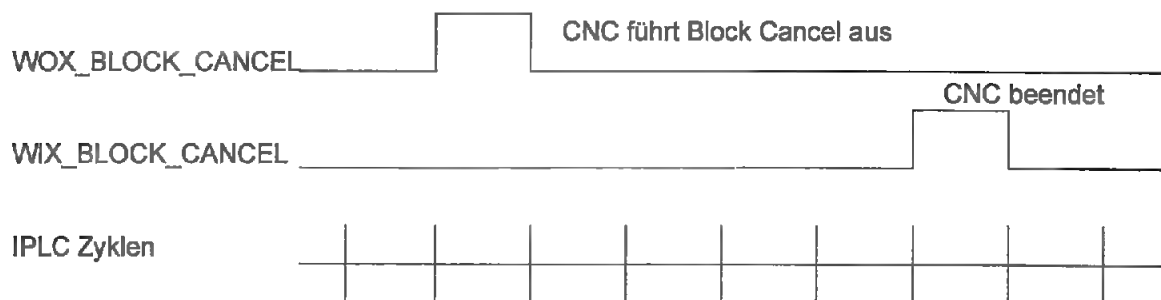 CNC führt Block Cancel aus
WOX_BLOCK_CANCEL
CNC beendet
WIX_BLOCK_CANCEL
IPLC Zyklen